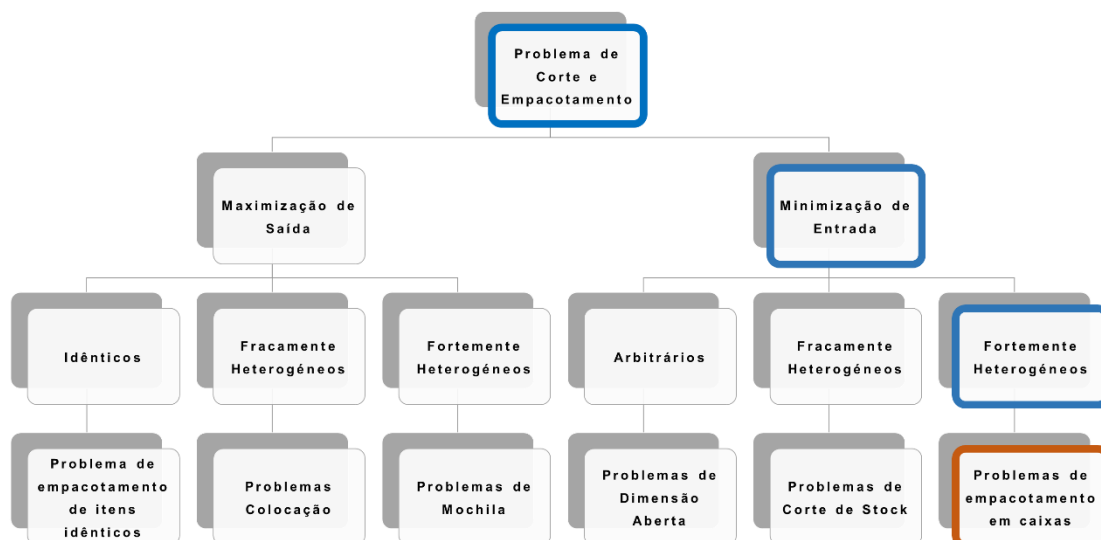 Problema de
Corte e
Empacotamento
Maximização de
Saída
Minimização de
Entrada
Idênticos
Fracamente
Heterogéneos
Fortemente
Heterogéneos
Arbitrários
Fracamente
Heterogéneos
Fortemente
Heterogéneos
Problema de
empacotamento
de itens
idênticos
Problemas
Colocação
Problemas de
Mochila
Problemas de
Dimensão
Aberta
Problemas de
Corte de Stock
Problemas de
empacotamento
em caixas